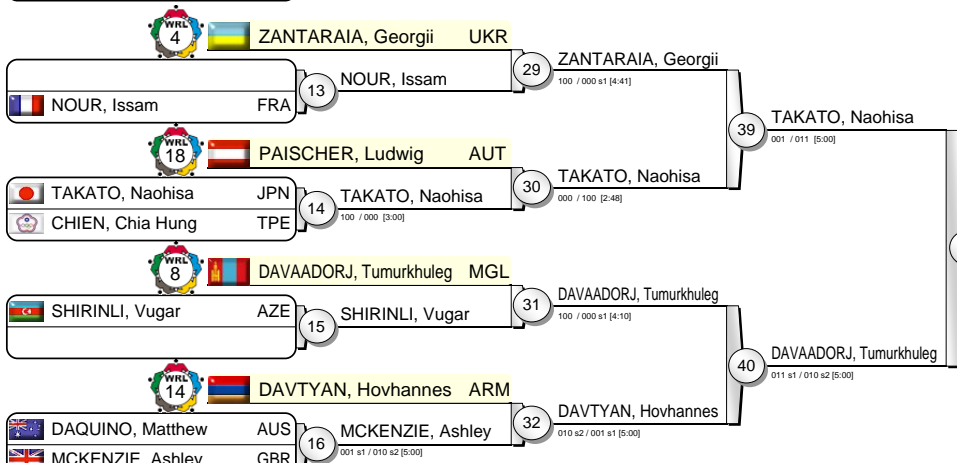 WRL
4
ZANTARAIA, Georgii UKR
NOUR, Issam FRA
13
NOUR, Issam
29
ZANTARAIA, Georgii
100 / 000 s1 [4:41]
WRL
18
PAISCHER, Ludwig AUT
TAKATO, Naohisa JPN
CHIEN, Chia Hung TPE
14
TAKATO, Naohisa
100 / 000 [3:00]
30
TAKATO, Naohisa
000 / 100 [2:48]
39
TAKATO, Naohisa
001 / 011 [5:00]
WRL
8
DAVAADORJ, Tumurkhuleg MGL
SHIRINLI, Vugar AZE
15
SHIRINLI, Vugar
31
DAVAADORJ, Tumurkhuleg
100 / 000 s1 [4:10]
WRL
14
DAVTYAN, Hovhannes ARM
DAQUINO, Matthew AUS
MCKENZIE, Ashley GBR
16
MCKENZIE, Ashley
001 s1 / 010 s2 [5:00]
32
DAVTYAN, Hovhannes
010 s2 / 001 s1 [5:00]
40
DAVAADORJ, Tumurkhuleg
011 s1 / 010 s2 [5:00]